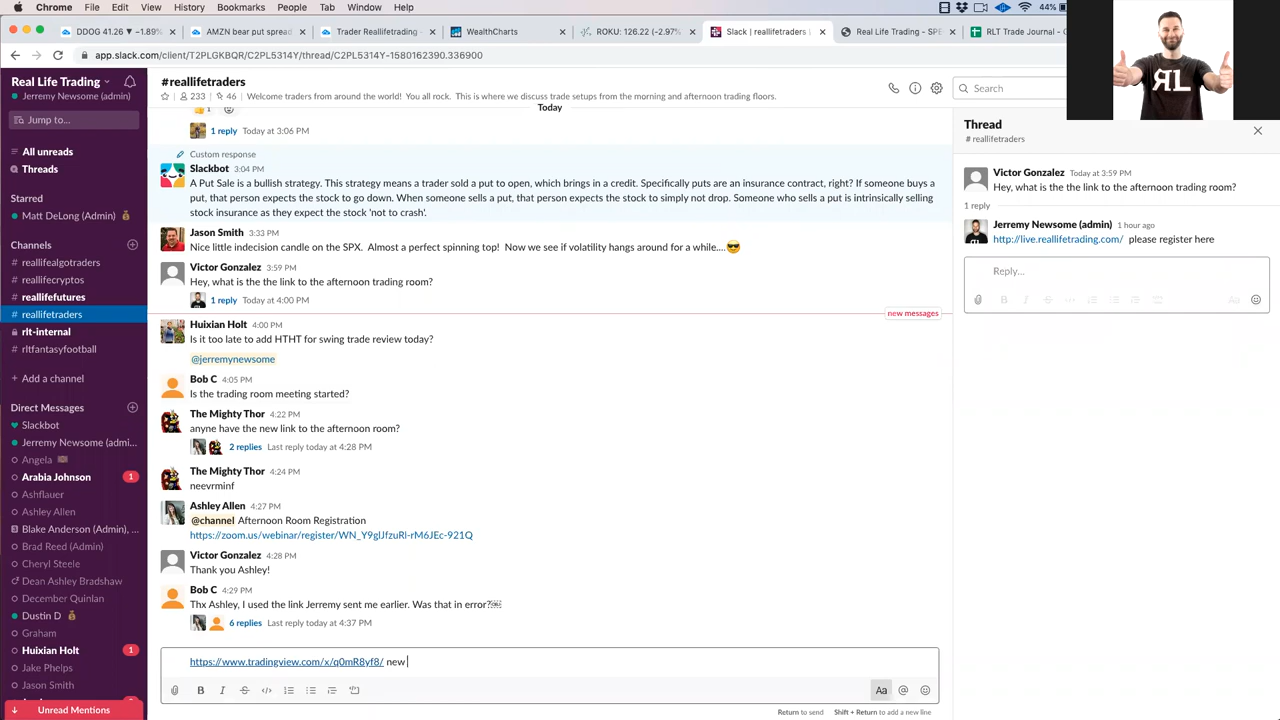 Chrome File Edit View History Bookmarks People Tab Window Help 44%
DDOG 41.26 ▼ −1.89% AMZN bear put spread Trader Reallifetrading WealthCharts ROKU: 126.22 (−2.97% Slack | reallifetraders Real Life Trading - SPE RLT Trade Journal - G
app.slack.com/client/T2PLGKBQR/C2PL5314Y/thread/C2PL5314Y-1580162390.336900
Real Life Trading
Jerremy Newsome (admin)
Jump to...
All unreads
Threads
Starred
Matt DeLong (Admin)
Channels
# reallifealgotraders
# reallifecryptos
# reallifefutures
# reallifetraders
rlt-internal
# rltfantasyfootball
+ Add a channel
Direct Messages
Slackbot
Jerremy Newsome (admi...
Angela
Arabia Johnson 1
Ashflauer
Ashley Allen
Blake Anderson (Admin), ...
Brad Reed (Admin)
Cheryl Steele
Dean Ashley Bradshaw
December Quinlan
Dustin D
Graham
Huixian Holt 1
Jake Phelps
Jason Smith
↓ Unread Mentions
#reallifetraders
233 46 Welcome traders from around the world! You all rock. This is where we discuss trade setups from the morning and afternoon trading floors.
Search
Today
1 reply Today at 3:06 PM
Custom response
Slackbot 3:04 PM
A Put Sale is a bullish strategy. This strategy means a trader sold a put to open, which brings in a credit. Specifically puts are an insurance contract, right? If someone buys a
put, that person expects the stock to go down. When someone sells a put, that person expects the stock to simply not drop. Someone who sells a put is intrinsically selling
stock insurance as they expect the stock 'not to crash'.
Jason Smith 3:33 PM
Nice little indecision candle on the SPX. Almost a perfect spinning top! Now we see if volatility hangs around for a while....
Victor Gonzalez 3:59 PM
Hey, what is the the link to the afternoon trading room?
1 reply Today at 4:00 PM
new messages
Huixian Holt 4:00 PM
Is it too late to add HTHT for swing trade review today?
@jerremynewsome
Bob C 4:05 PM
Is the trading room meeting started?
The Mighty Thor 4:22 PM
anyne have the new link to the afternoon room?
2 replies Last reply today at 4:28 PM
The Mighty Thor 4:24 PM
neevrminf
Ashley Allen 4:27 PM
@channel Afternoon Room Registration
https://zoom.us/webinar/register/WN_Y9glJfzuRl-rM6JEc-921Q
Victor Gonzalez 4:28 PM
Thank you Ashley!
Bob C 4:29 PM
Thx Ashley, I used the link Jerremy sent me earlier. Was that in error?
6 replies Last reply today at 4:37 PM
https://www.tradingview.com/x/q0mR8yf8/ new
B I Aa @
Return to send Shift + Return to add a new line
Thread
# reallifetraders
Victor Gonzalez Today at 3:59 PM
Hey, what is the the link to the afternoon trading room?
1 reply
Jerremy Newsome (admin) 1 hour ago
http://live.reallifetrading.com/ please register here
Reply...
B I Aa